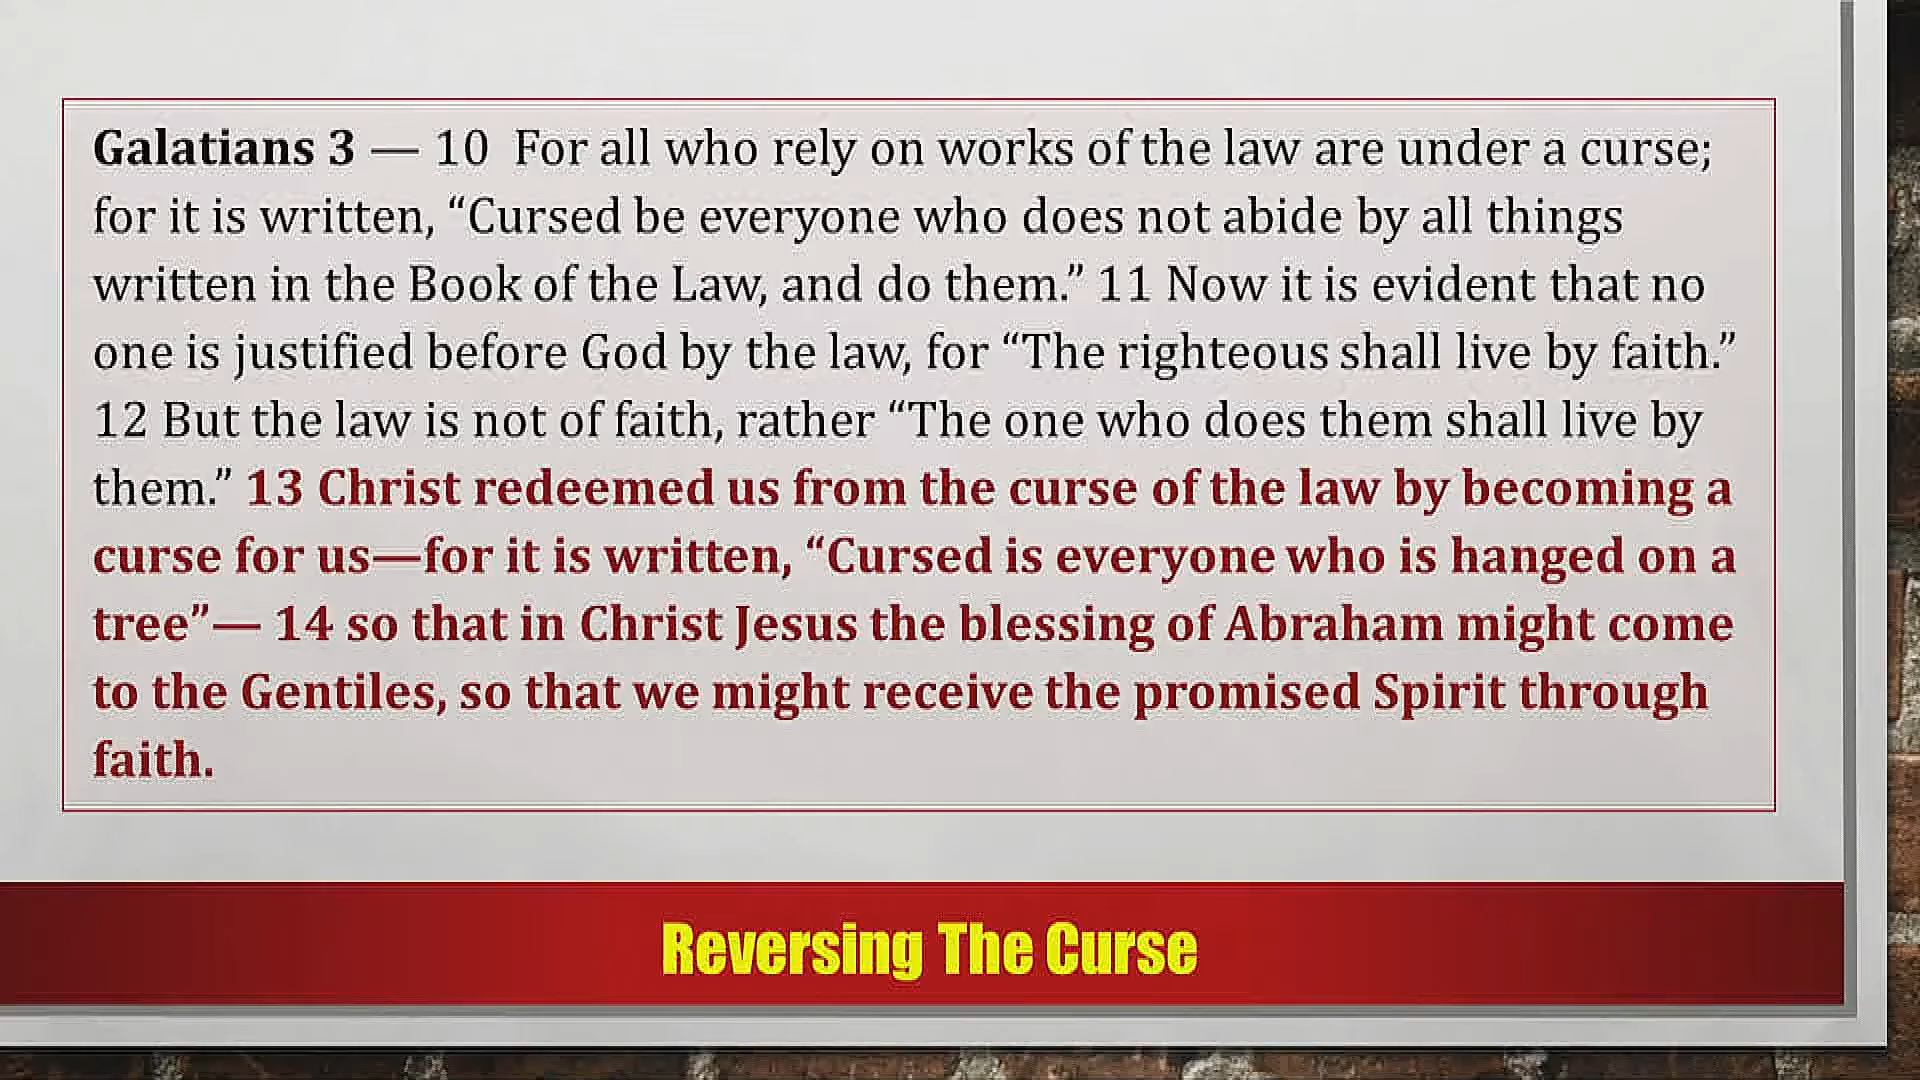 Galatians 3 — 10  For all who rely on works of the law are under a curse;
for it is written, “Cursed be everyone who does not abide by all things
written in the Book of the Law, and do them.” 11 Now it is evident that no
one is justified before God by the law, for “The righteous shall live by faith.”
12 But the law is not of faith, rather “The one who does them shall live by
them.” 13 Christ redeemed us from the curse of the law by becoming a
curse for us—for it is written, “Cursed is everyone who is hanged on a
tree”— 14 so that in Christ Jesus the blessing of Abraham might come
to the Gentiles, so that we might receive the promised Spirit through
faith.
Reversing The Curse